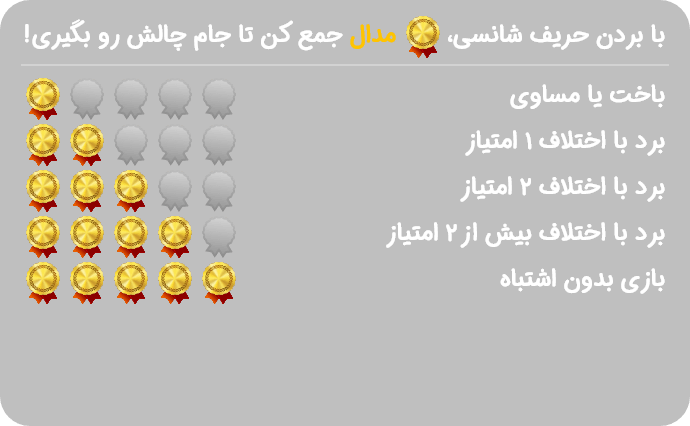 با بردن حریف شانسی، مدال جمع کن تا جام چالش رو بگیری!
باخت یا مساوی
برد با اختلاف ۱ امتیاز
برد با اختلاف ۲ امتیاز
برد با اختلاف بیش از ۲ امتیاز
بازی بدون اشتباه